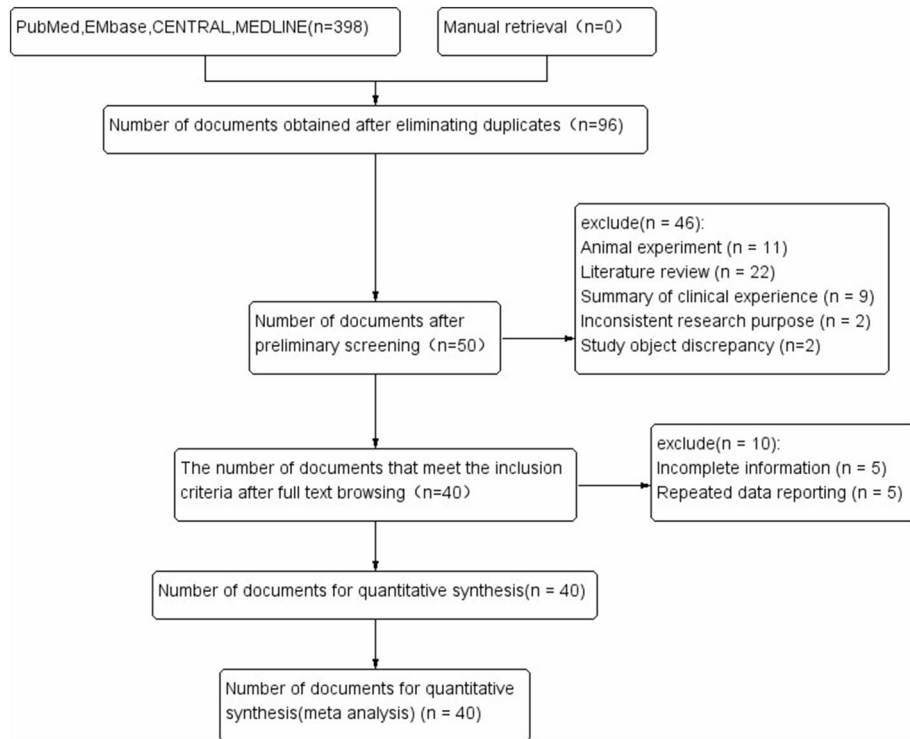 PubMed,EMbase,CENTRAL,MEDLINE(n=398)
Manual retrieval（n=0）
Number of documents obtained after eliminating duplicates（n=96）
exclude(n = 46):
Animal experiment (n = 11)
Literature review (n = 22)
Summary of clinical experience (n = 9)
Inconsistent research purpose (n = 2)
Study object discrepancy (n=2)
Number of documents after
preliminary screening（n=50）
exclude(n = 10):
Incomplete information (n = 5)
Repeated data reporting (n = 5)
The number of documents that meet the inclusion
criteria after full text browsing（n=40）
Number of documents for quantitative synthesis(n = 40)
Number of documents for quantitative
synthesis(meta analysis) (n = 40)